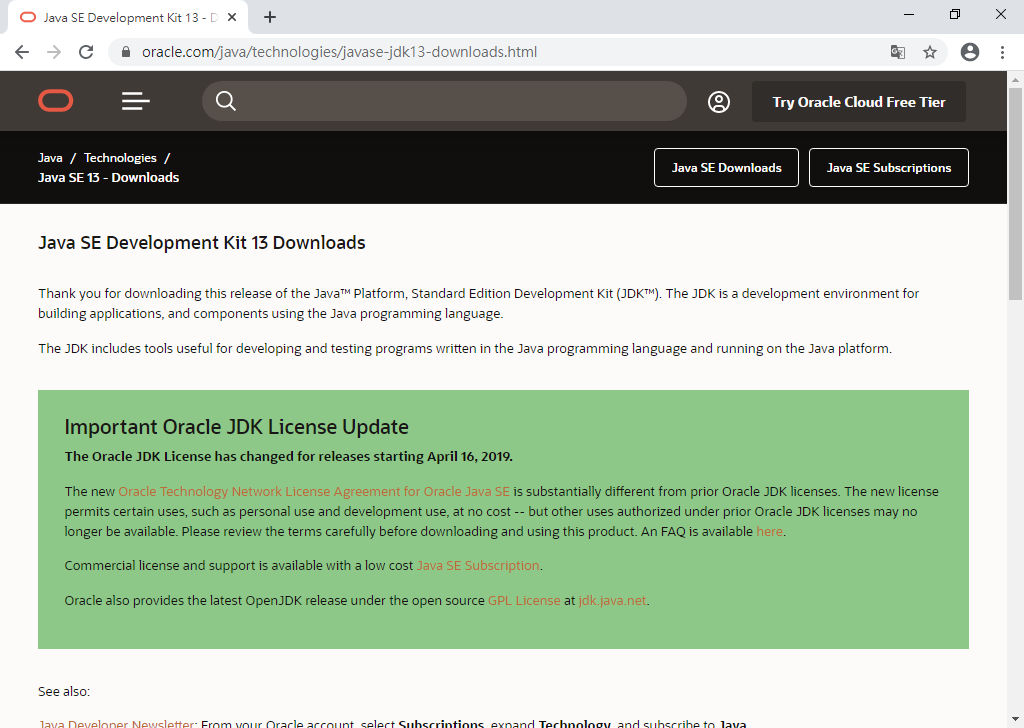 Java SE Development Kit 13 - D
oracle.com/java/technologies/javase-jdk13-downloads.html
Try Oracle Cloud Free Tier
Java / Technologies /
Java SE 13 - Downloads
Java SE Downloads
Java SE Subscriptions
Java SE Development Kit 13 Downloads
Thank you for downloading this release of the Java™ Platform, Standard Edition Development Kit (JDK™). The JDK is a development environment for
building applications, and components using the Java programming language.
The JDK includes tools useful for developing and testing programs written in the Java programming language and running on the Java platform.
Important Oracle JDK License Update
The Oracle JDK License has changed for releases starting April 16, 2019.
The new Oracle Technology Network License Agreement for Oracle Java SE is substantially different from prior Oracle JDK licenses. The new license
permits certain uses, such as personal use and development use, at no cost -- but other uses authorized under prior Oracle JDK licenses may no
longer be available. Please review the terms carefully before downloading and using this product. An FAQ is available here.
Commercial license and support is available with a low cost Java SE Subscription.
Oracle also provides the latest OpenJDK release under the open source GPL License at jdk.java.net.
See also:
Java Developer Newsletter: From your Oracle account, select Subscriptions, expand Technology, and subscribe to Java.